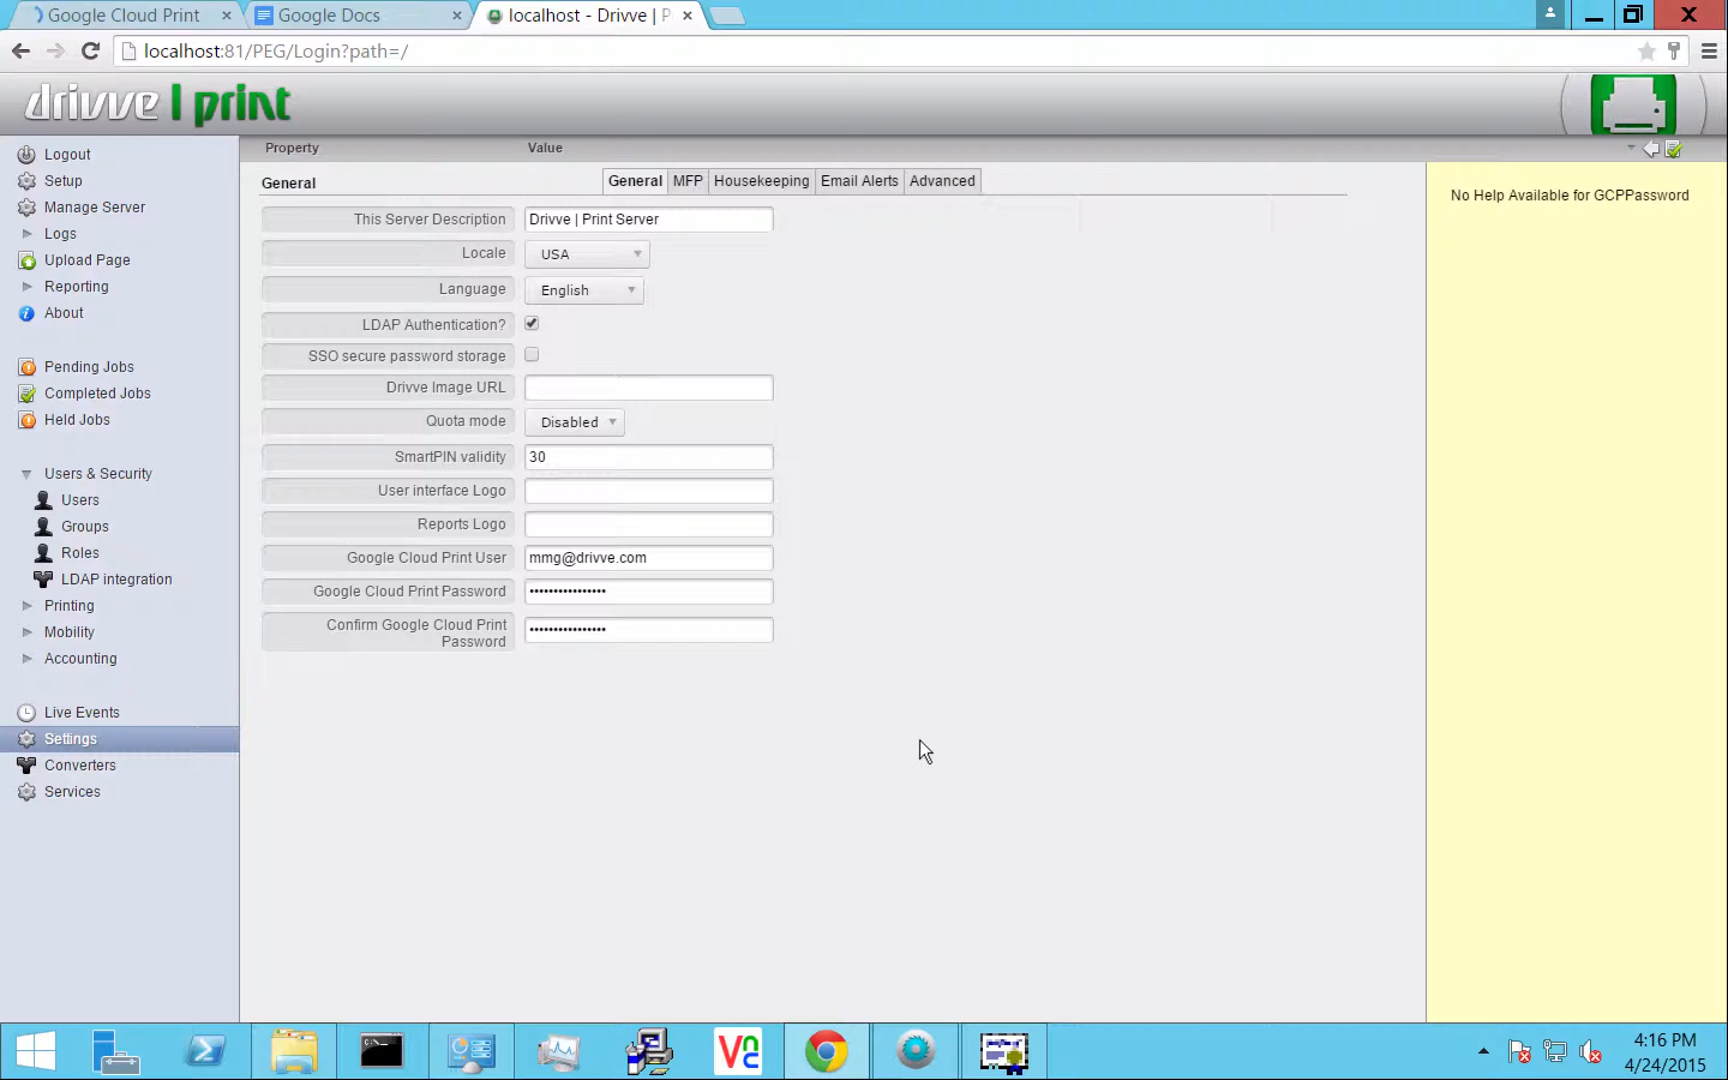 Google Cloud Print
Google Docs
localhost - Drivve | P
localhost:81/PEG/Login?path=/
drivve | print
Property
Value
Logout
Setup
Manage Server
Logs
Upload Page
Reporting
About
Pending Jobs
Completed Jobs
Held Jobs
Users & Security
Users
Groups
Roles
LDAP integration
Printing
Mobility
Accounting
Live Events
Settings
Converters
Services
General
General MFP Housekeeping Email Alerts Advanced
This Server Description Drivve | Print Server
Locale USA
Language English
LDAP Authentication?
SSO secure password storage
Drivve Image URL
Quota mode Disabled
SmartPIN validity 30
User interface Logo
Reports Logo
Google Cloud Print User mmg@drivve.com
Google Cloud Print Password ••••••••••••••••
Confirm Google Cloud Print
Password ••••••••••••••••
No Help Available for GCPPassword
C:\_
VNC
4:16 PM
4/24/2015